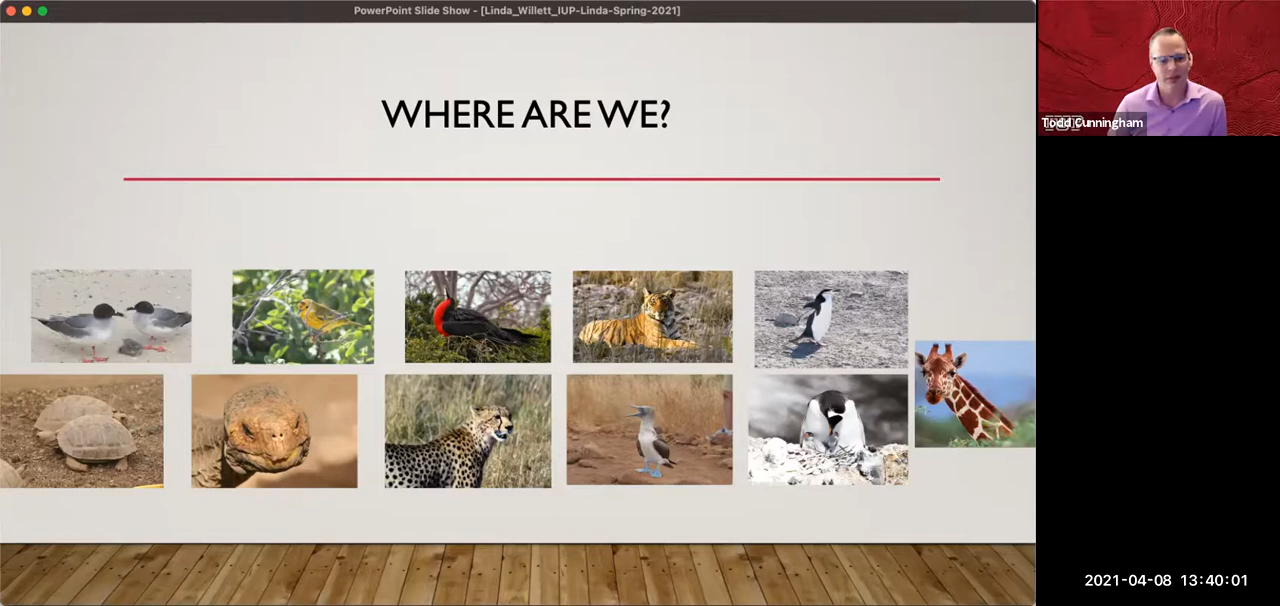 PowerPoint Slide Show - [Linda_Willett_IUP-Linda-Spring-2021]
WHERE ARE WE?
Todd Cunningham
2021-04-08 13:40:01